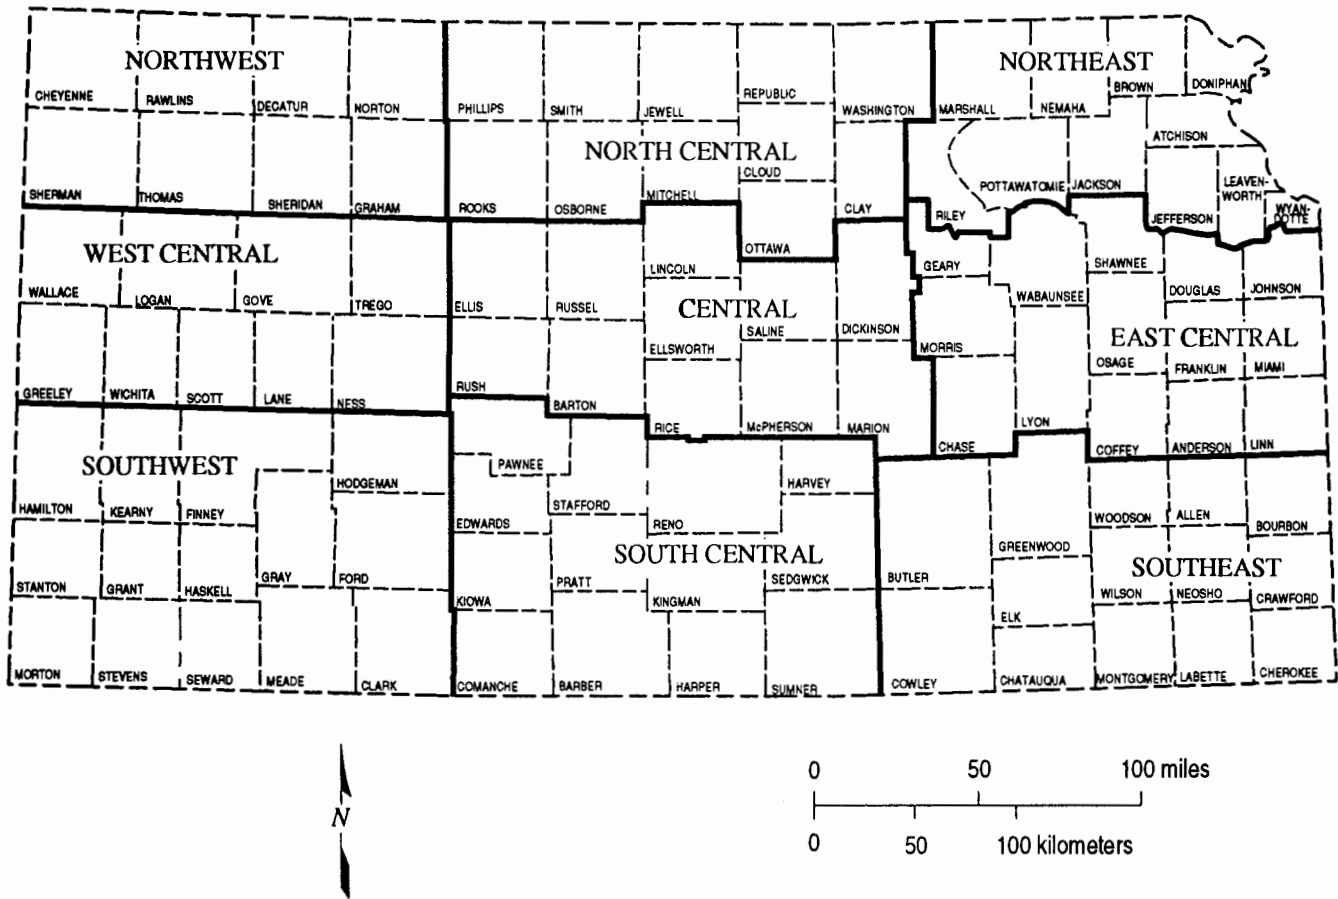 NORTHWEST
NORTHEAST
CHEYENNE RAWLINS DECATUR NORTON PHILLIPS SMITH JEWELL REPUBLIC WASHINGTON MARSHALL NEMAHA BROWN DONIPHAN
NORTH CENTRAL
ATCHISON
SHERMAN THOMAS SHERIDAN GRAHAM ROOKS OSBORNE MITCHELL CLOUD CLAY RILEY POTTAWATOMIE JACKSON JEFFERSON
LEAVEN-
WORTH
WYAN-
DOTTE
WEST CENTRAL
OTTAWA
LINCOLN
GEARY
SHAWNEE
WALLACE LOGAN GOVE TREGO ELLIS RUSSEL
CENTRAL
WABAUNSEE DOUGLAS JOHNSON
SALINE DICKINSON
EAST CENTRAL
ELLSWORTH MORRIS
OSAGE FRANKLIN MIAMI
GREELEY WICHITA SCOTT LANE NESS RUSH BARTON
RICE McPHERSON MARION CHASE LYON COFFEY ANDERSON LINN
SOUTHWEST
PAWNEE
HODGEMAN HARVEY
HAMILTON KEARNY FINNEY STAFFORD
EDWARDS RENO WOODSON ALLEN BOURBON
SOUTH CENTRAL
GREENWOOD
SOUTHEAST
STANTON GRANT HASKELL GRAY FORD PRATT SEDGWICK BUTLER
KIOWA KINGMAN WILSON NEOSHO CRAWFORD
ELK
MORTON STEVENS SEWARD MEADE CLARK COMANCHE BARBER HARPER SUMNER COWLEY CHATAUQUA MONTGOMERY LABETTE CHEROKEE
0 50 100 miles
N
0 50 100 kilometers